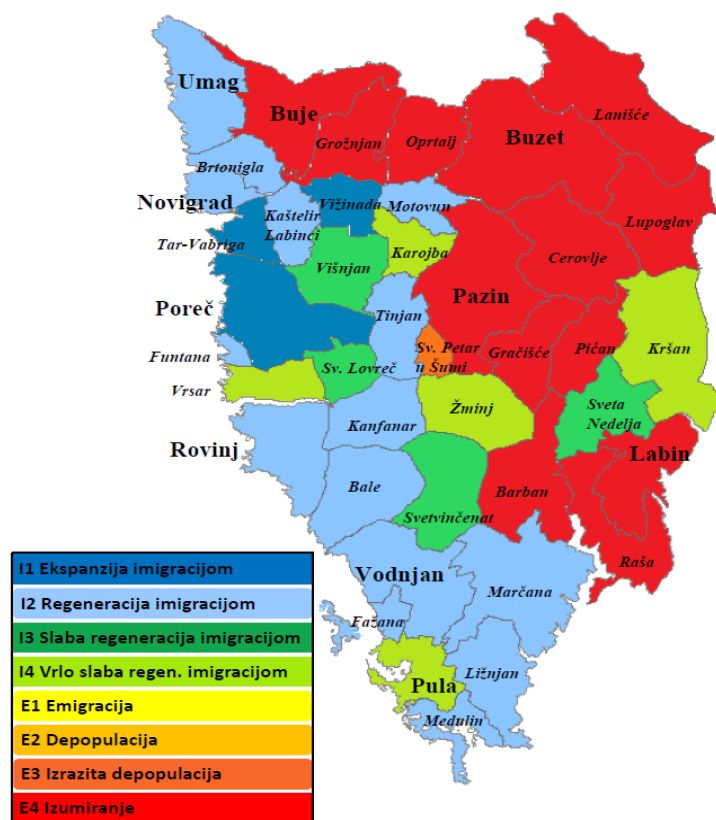 Umag
Buje
Lanišće
Grožnjan
Oprtalj
Buzet
Brtonigla
Novigrad
Kaštelir
Labinci
Vižinada
Motovun
Lupoglav
Tar-Vabriga
Karojba
Višnjan
Cerovlje
Poreč
Pazin
Tinjan
Funtana
Sv. Lovreč
Sv. Petar
u Šumi
Gračišće
Pićan
Kršan
Vrsar
Žminj
Sveta
Nedelja
Rovinj
Kanfanar
Labin
Bale
Barban
Svetvinčenat
Raša
Vodnjan
Marčana
Fažana
Ližnjan
Pula
Medulin
I1 Ekspanzija imigracijom
I2 Regeneracija imigracijom
I3 Slaba regeneracija imigracijom
I4 Vrlo slaba regen. imigracijom
E1 Emigracija
E2 Depopulacija
E3 Izrazita depopulacija
E4 Izumiranje